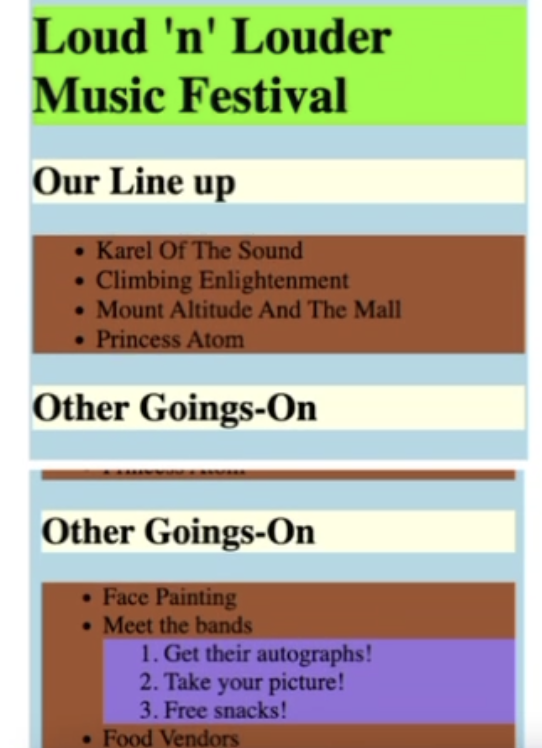 Loud 'n' Louder
Music Festival
Our Line up
• Karel Of The Sound
• Climbing Enlightenment
• Mount Altitude And The Mall
• Princess Atom
Other Goings-On
Other Goings-On
• Face Painting
• Meet the bands
1. Get their autographs!
2. Take your picture!
3. Free snacks!
• Food Vendors